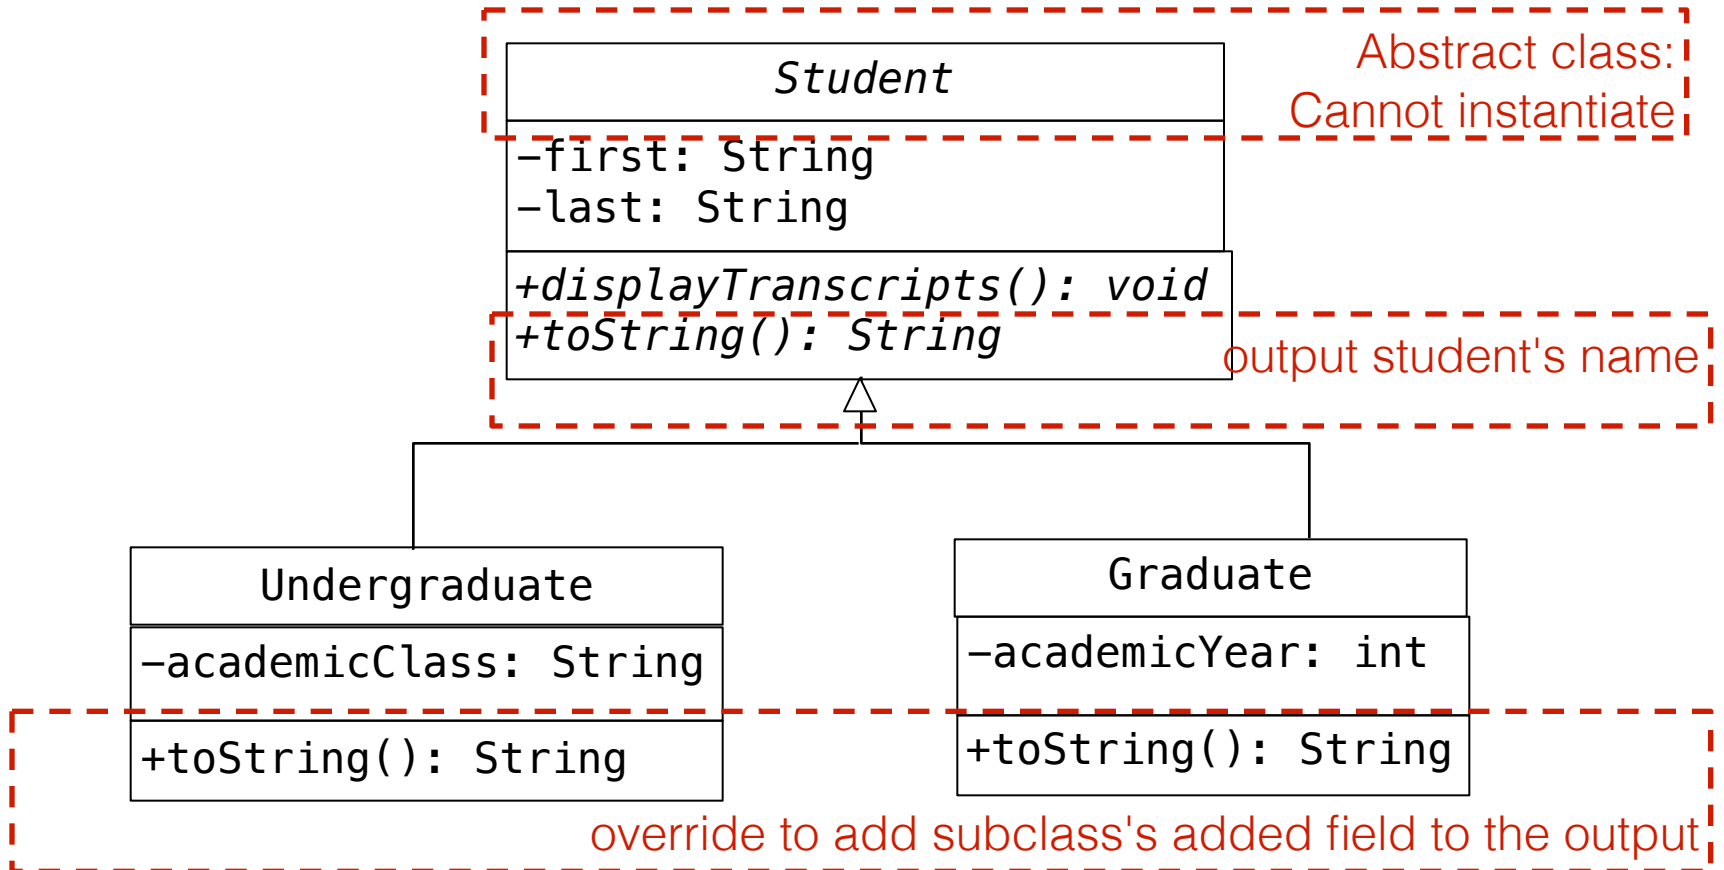 Abstract class:
Student
Cannot instantiate
−first: String
−last: String
+displayTranscripts(): void
+toString(): String
output student's name
Undergraduate
Graduate
−academicClass: String
−academicYear: int
+toString(): String
+toString(): String
override to add subclass's added field to the output